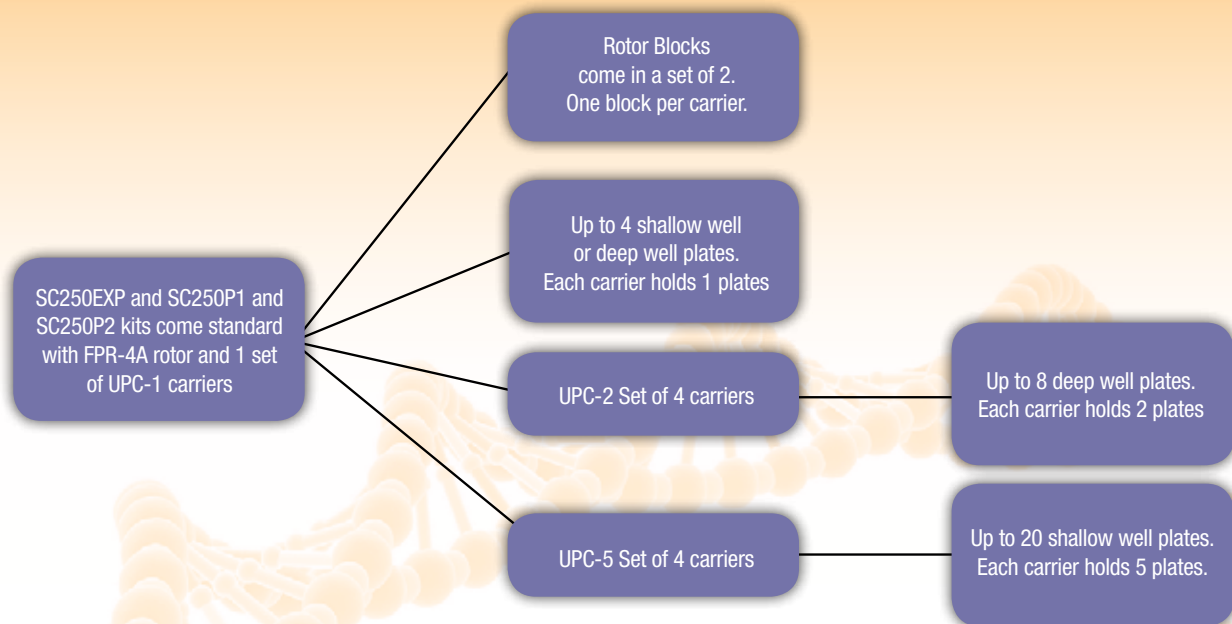 Rotor Blocks
come in a set of 2.
One block per carrier.
Up to 4 shallow well
or deep well plates.
Each carrier holds 1 plates
SC250EXP and SC250P1 and
SC250P2 kits come standard
with FPR-4A rotor and 1 set
of UPC-1 carriers
UPC-2 Set of 4 carriers
Up to 8 deep well plates.
Each carrier holds 2 plates
UPC-5 Set of 4 carriers
Up to 20 shallow well plates.
Each carrier holds 5 plates.